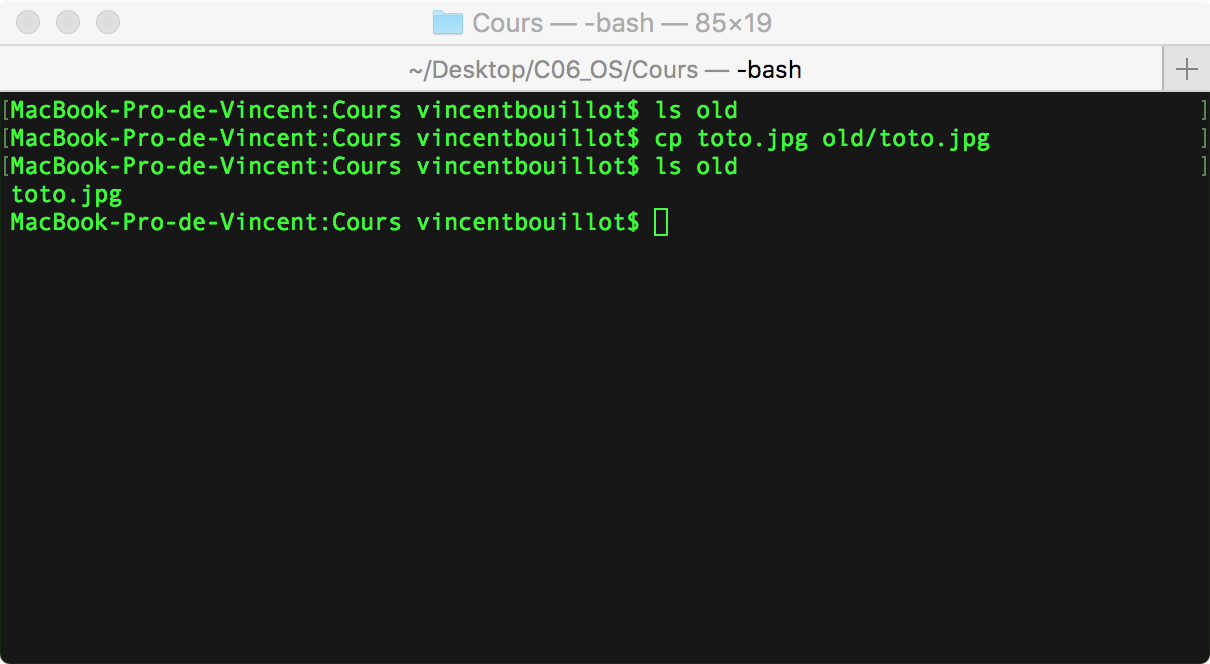 Cours — -bash — 85×19
~/Desktop/C06_OS/Cours — -bash
[MacBook-Pro-de-Vincent:Cours vincentbouillot$ ls old ]
[MacBook-Pro-de-Vincent:Cours vincentbouillot$ cp toto.jpg old/toto.jpg ]
[MacBook-Pro-de-Vincent:Cours vincentbouillot$ ls old ]
toto.jpg
MacBook-Pro-de-Vincent:Cours vincentbouillot$